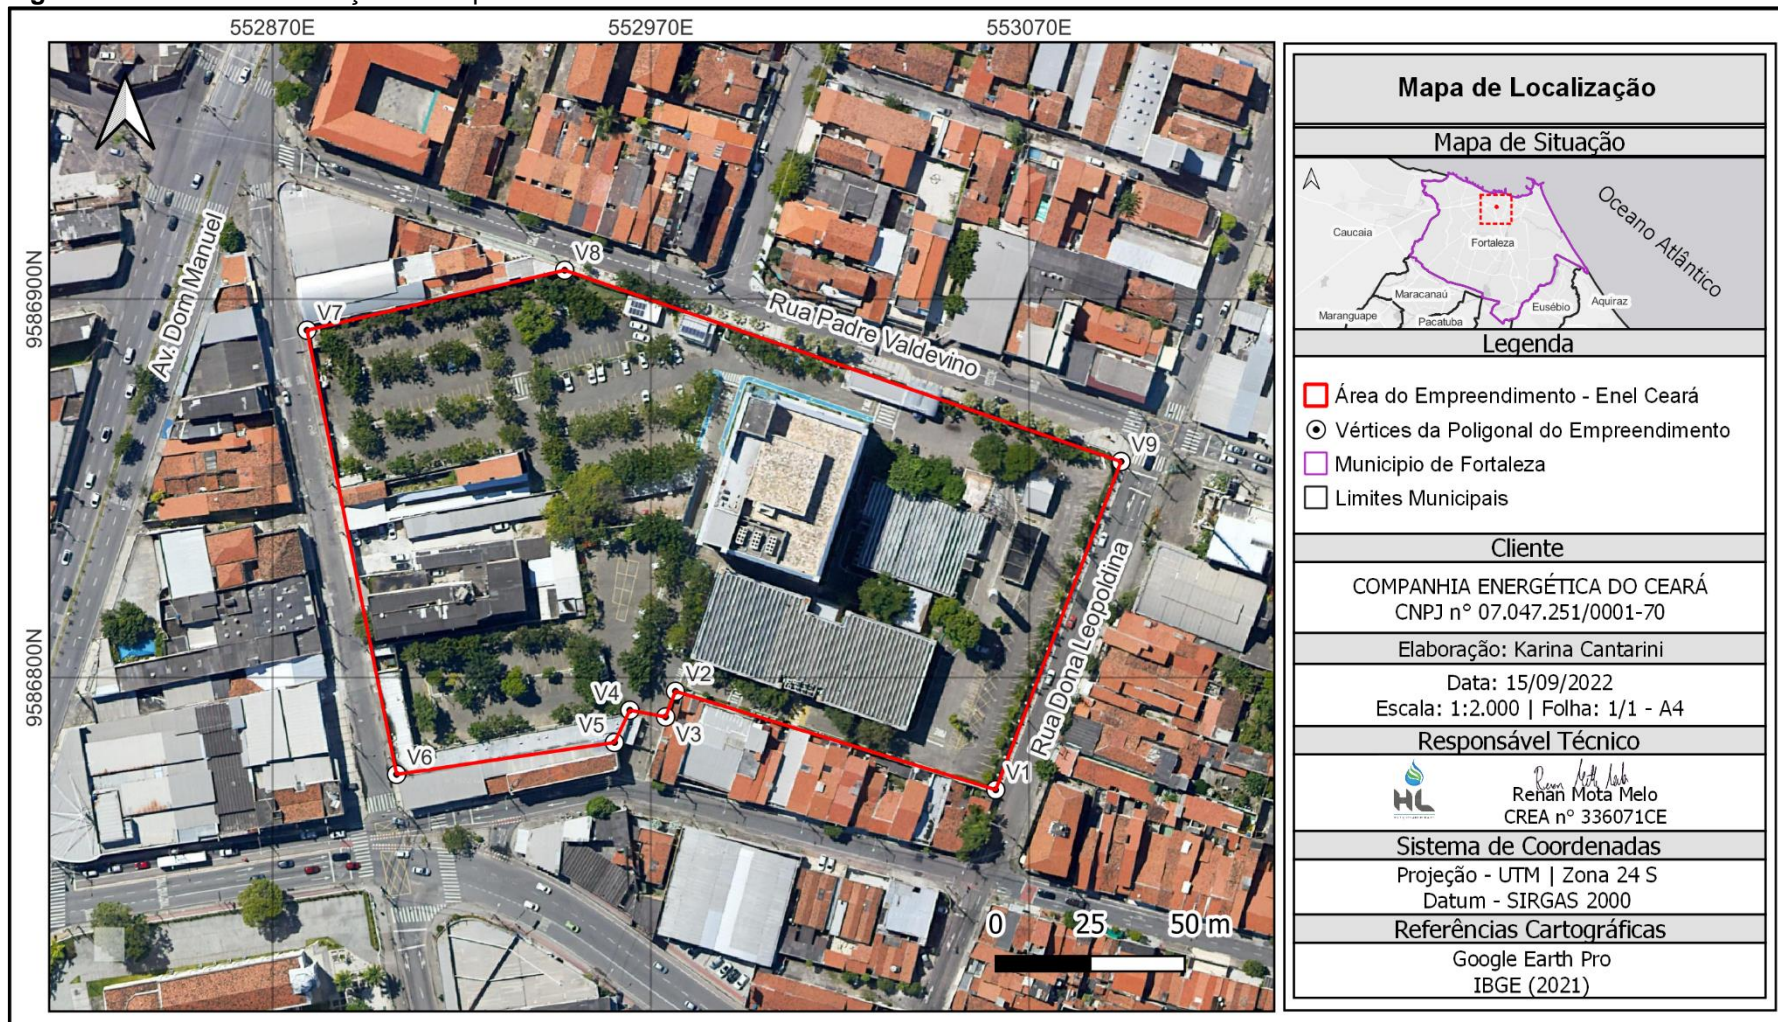 552870E
552970E
553070E
9586900N
9586800N
Av. Dom Manuel
Rua Padre Valdevino
Rua Dona Leopoldina
V8
V7
V9
V2
V4
V5
V3
V6
V1
0 25 50 m
Mapa de Localização
Mapa de Situação
Oceano Atlântico
Caucaia
Fortaleza
Maracanaú
Eusébio
Aquiraz
Maranguape
Pacatuba
Legenda
Área do Empreendimento - Enel Ceará
Vértices da Poligonal do Empreendimento
Municipio de Fortaleza
Limites Municipais
Cliente
COMPANHIA ENERGÉTICA DO CEARÁ
CNPJ n° 07.047.251/0001-70
Elaboração: Karina Cantarini
Data: 15/09/2022
Escala: 1:2.000 | Folha: 1/1 - A4
Responsável Técnico
HL
Renan Mota Melo
CREA n° 336071CE
Sistema de Coordenadas
Projeção - UTM | Zona 24 S
Datum - SIRGAS 2000
Referências Cartográficas
Google Earth Pro
IBGE (2021)